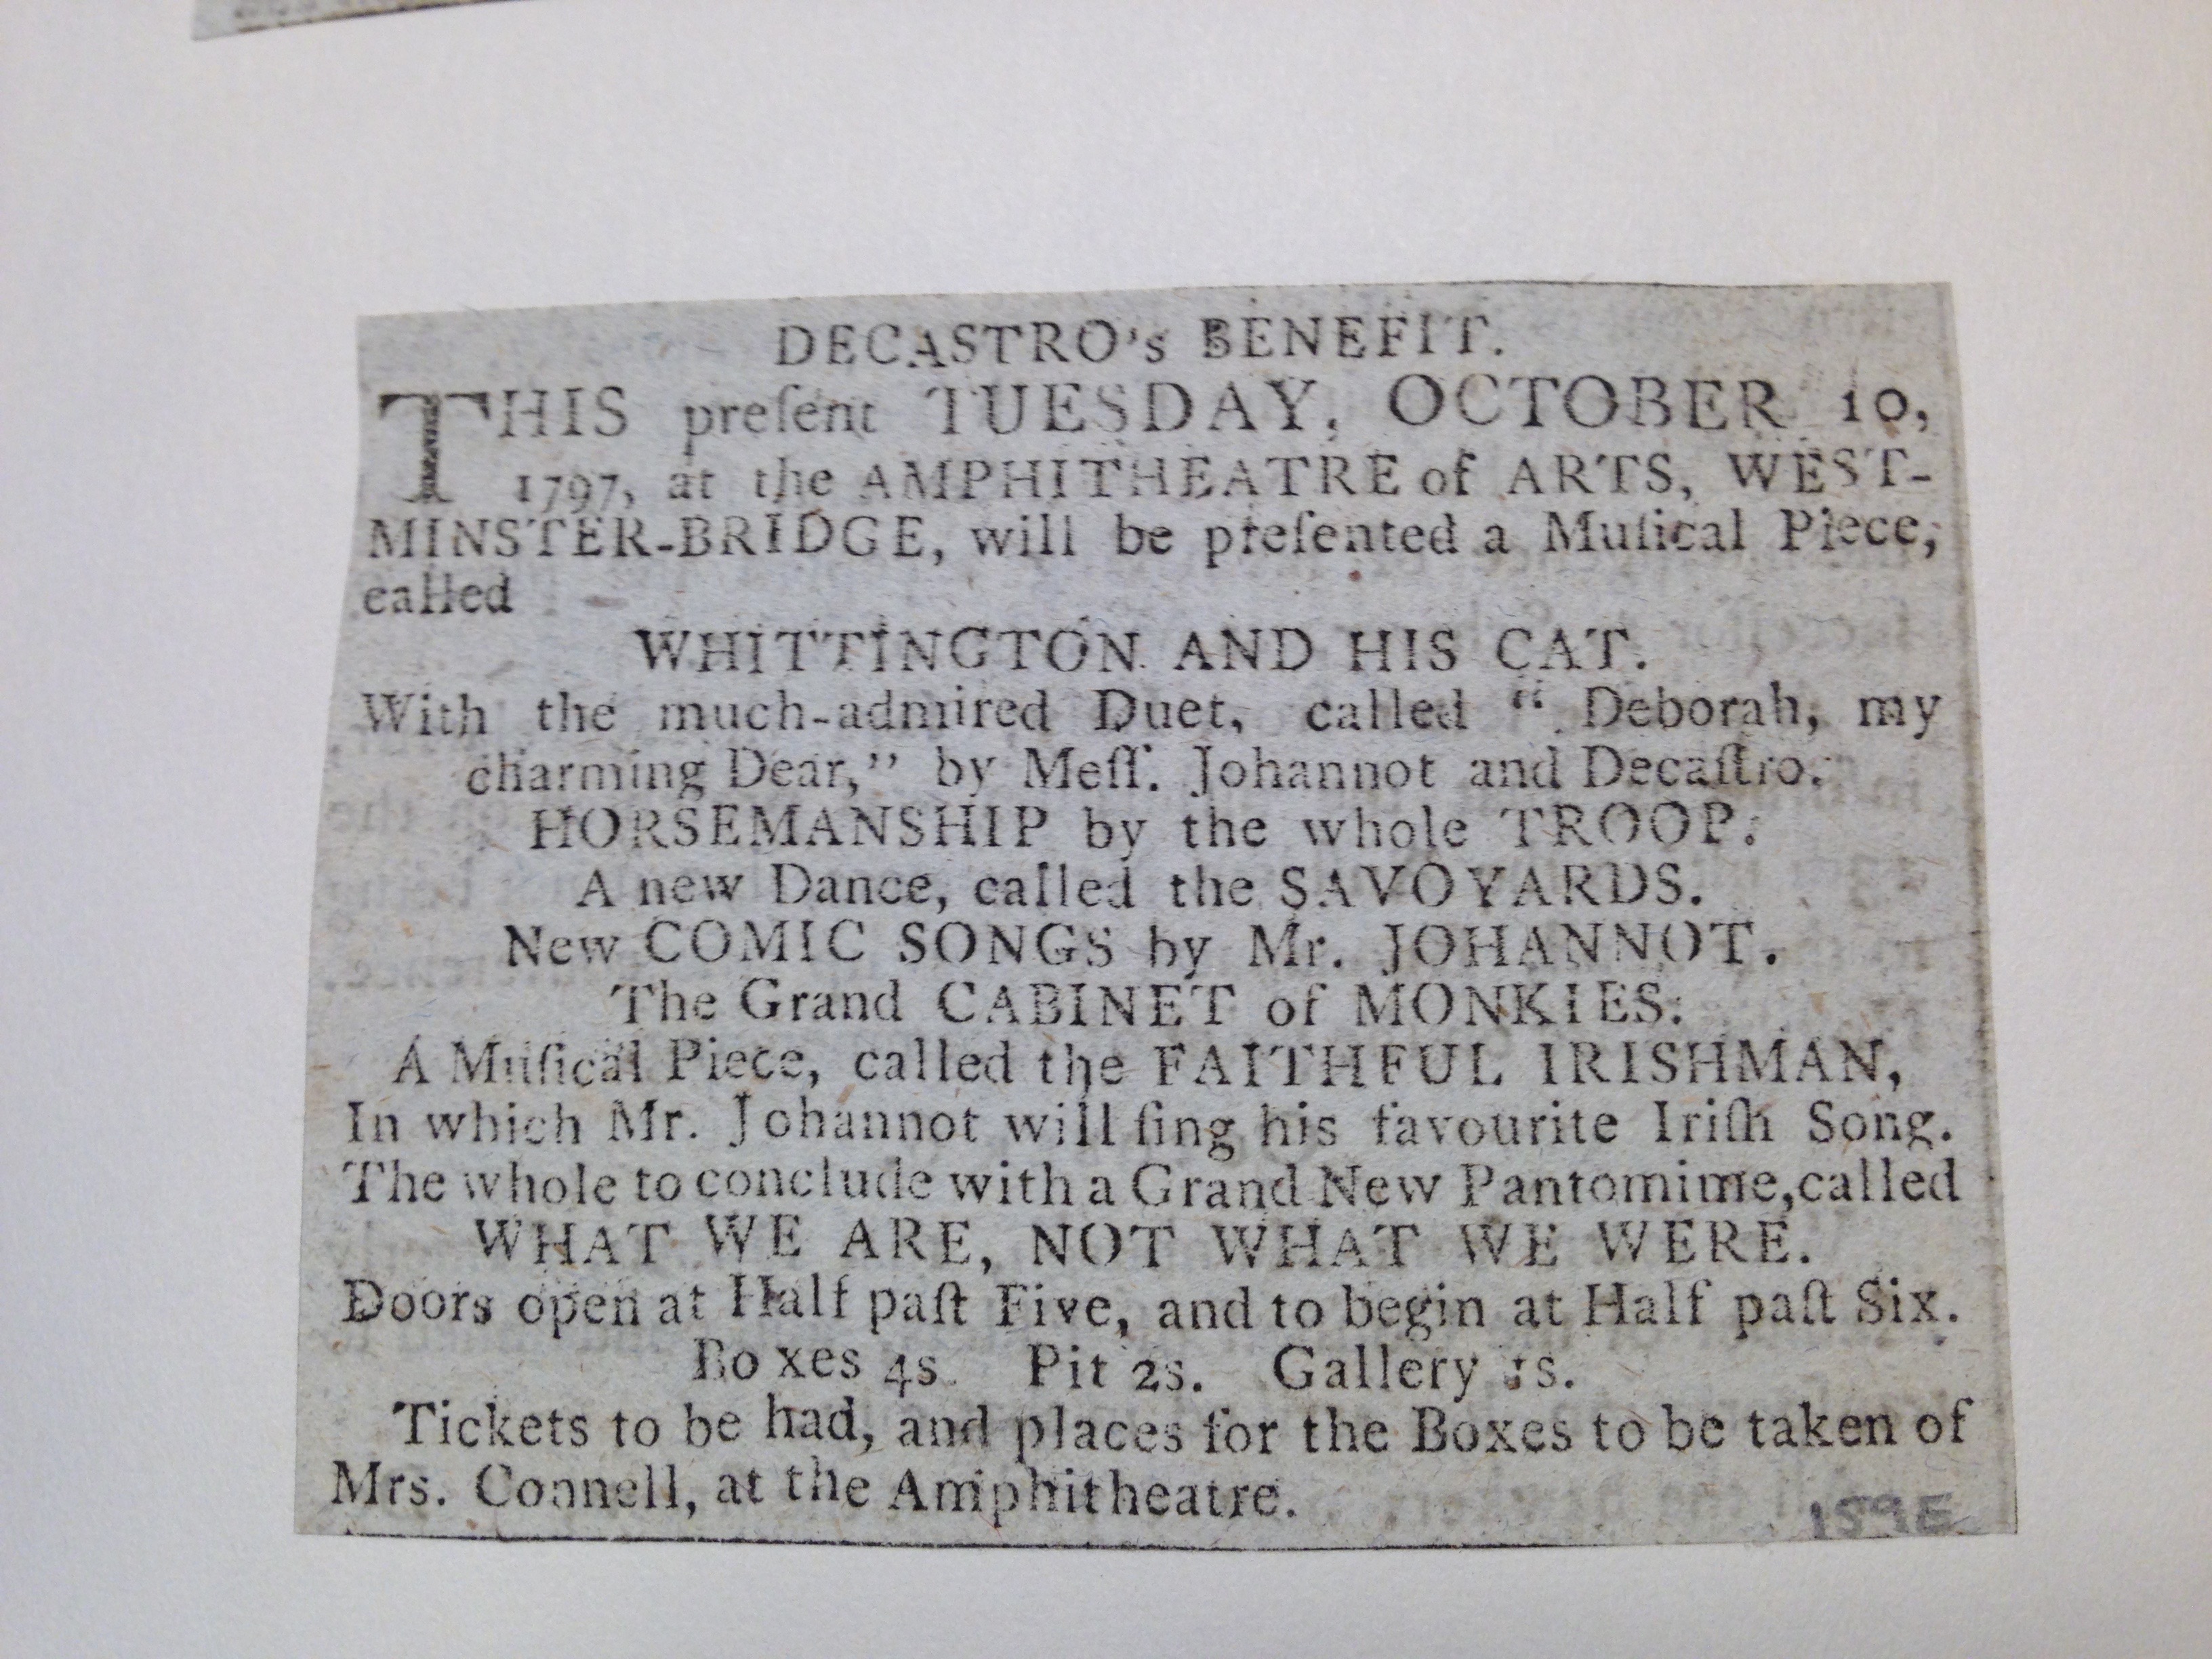 DECASTRO's BENEFIT.
THIS preſent TUESDAY, OCTOBER 10,
1797, at the AMPHITHEATRE of ARTS, WEST-
MINSTER-BRIDGE, will be preſented a Muſical Piece,
called
WHITTINGTON AND HIS CAT.
With the much-admired Duet, called “ Deborah, my
charming Dear,” by Meſſ. Johannot and Decaſtro.
HORSEMANSHIP by the whole TROOP.
A new Dance, called the SAVOYARDS.
New COMIC SONGS by Mr. JOHANNOT.
The Grand CABINET of MONKIES.
A Muſical Piece, called the FAITHFUL IRISHMAN,
In which Mr. Johannot will ſing his favourite Iriſh Song.
The whole to conclude with a Grand New Pantomime, called
WHAT WE ARE, NOT WHAT WE WERE.
Doors open at Half paſt Five, and to begin at Half paſt Six.
Boxes 4s. Pit 2s. Gallery 1s.
Tickets to be had, and places for the Boxes to be taken of
Mrs. Connell, at the Amphitheatre.